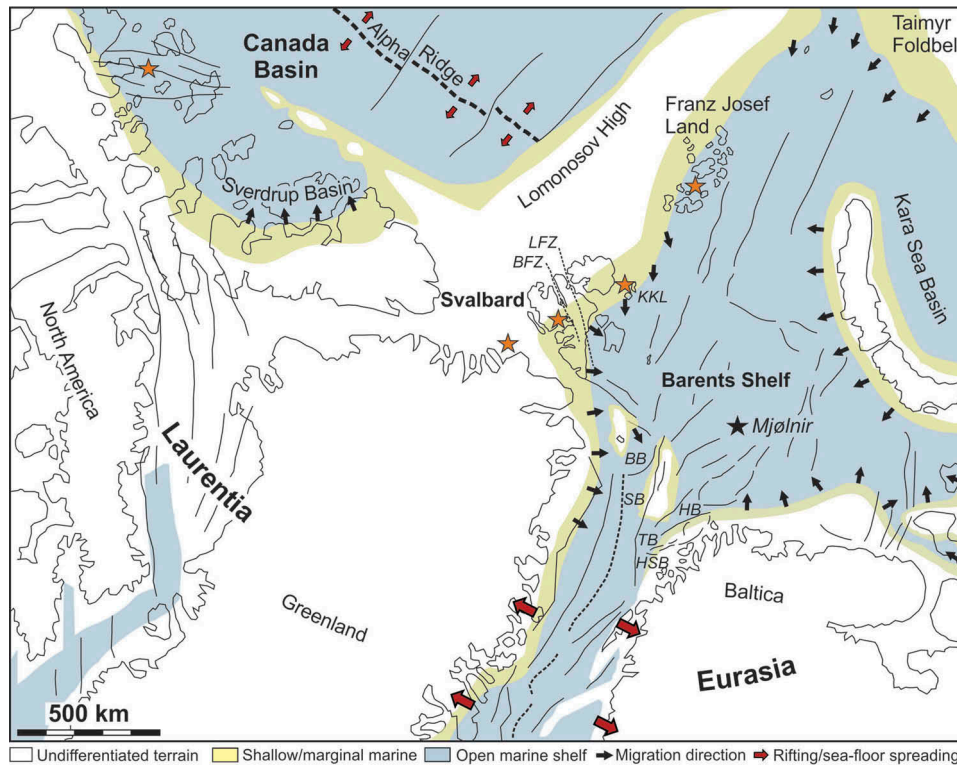 Canada
Basin
Alpha Ridge
Taimyr
Foldbel
Franz Josef
Land
Lomonosov High
Sverdrup Basin
Kara Sea Basin
LFZ
BFZ
Svalbard
KKL
North America
Barents Shelf
Mjølnir
Laurentia
BB
SB
HB
TB
HSB
Greenland
Baltica
Eurasia
500 km
Undifferentiated terrain
Shallow/marginal marine
Open marine shelf
Migration direction
Rifting/sea-floor spreading